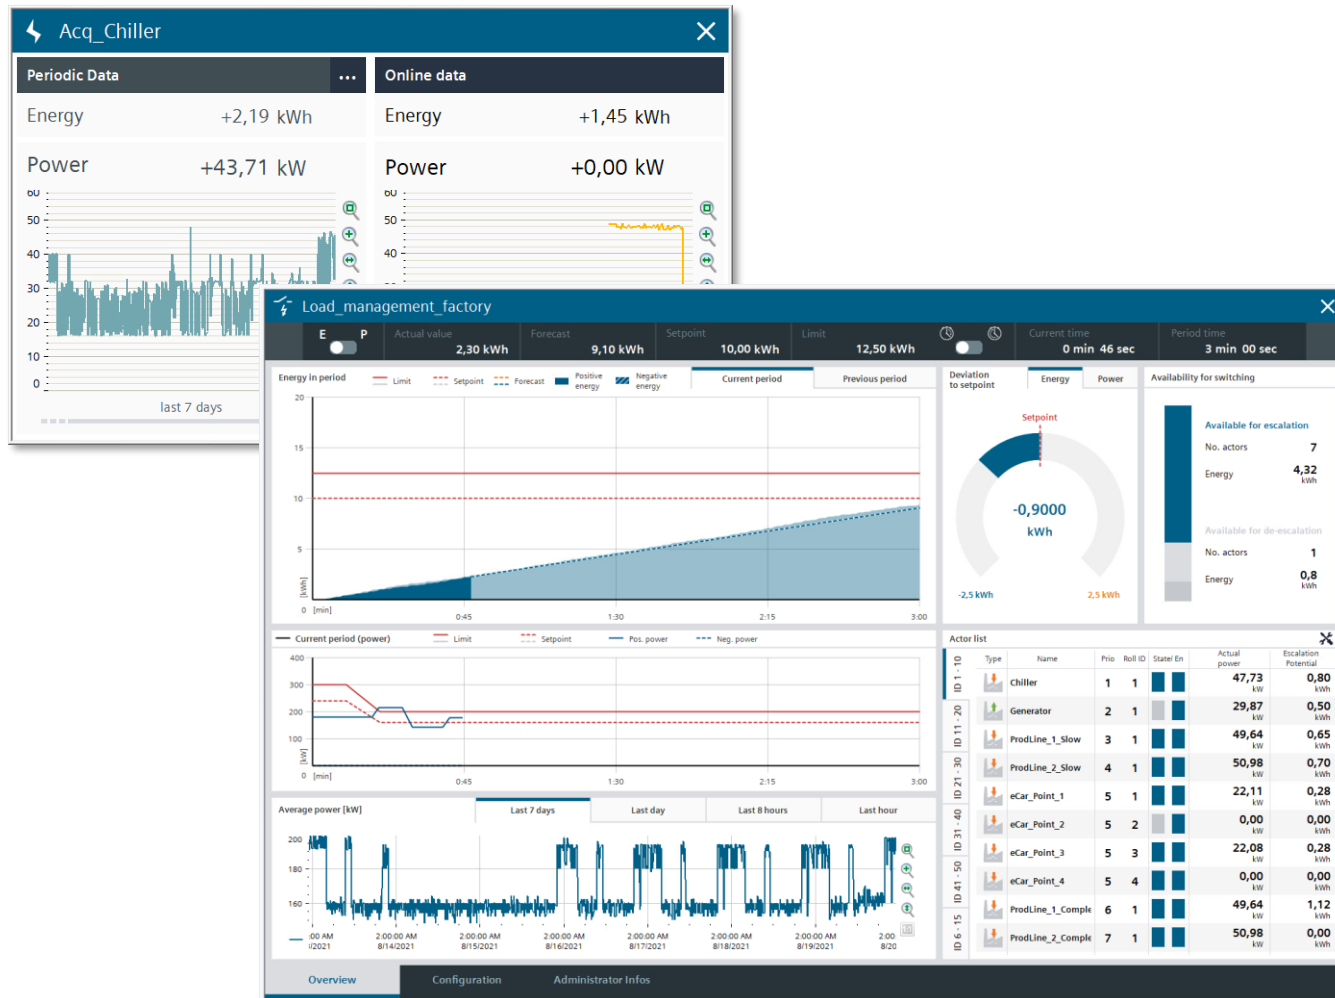 Acq_Chiller
Periodic Data ...
Online data
Energy +2,19 kWh
Energy +1,45 kWh
Power +43,71 kW
Power +0,00 kW
60
50
40
30
20
10
0
last 7 days
60
50
40
Load_management_factory
E P
Actual value
2,30 kWh
Forecast
9,10 kWh
Setpoint
10,00 kWh
Limit
12,50 kWh
Current time
0 min 46 sec
Period time
3 min 00 sec
Energy in period
Limit
Setpoint
Forecast
Positive
energy
Negative
energy
Current period
Previous period
20
15
10
5
[kWh]
0 [min]
0:45
1:30
2:15
3:00
Deviation
to setpoint
Energy
Power
Setpoint
-0,9000
kWh
-2,5 kWh
2,5 kWh
Availability for switching
Available for escalation
No. actors 7
Energy 4,32
kWh
Available for de-escalation
No. actors 1
Energy 0,8
kWh
Current period (power)
Limit
Setpoint
Pos. power
Neg. power
400
300
200
100
[kW]
0 [min]
0:45
1:30
2:15
3:00
Average power [kW]
Last 7 days
Last day
Last 8 hours
Last hour
200
180
160
:00 AM
/2021
2:00:00 AM
8/14/2021
2:00:00 AM
8/15/2021
2:00:00 AM
8/16/2021
2:00:00 AM
8/17/2021
2:00:00 AM
8/18/2021
2:00:00 AM
8/19/2021
2:00:
8/20
Actor list
ID 1 - 10
ID 11 - 20
ID 21 - 30
ID 31 - 40
ID 41 - 50
ID 6 - 15
Type Name Prio Roll ID State/ En Actual power Escalation Potential
Chiller 1 1 47,73 kW 0,80 kWh
Generator 2 1 29,87 kW 0,50 kWh
ProdLine_1_Slow 3 1 49,64 kW 0,65 kWh
ProdLine_2_Slow 4 1 50,98 kW 0,70 kWh
eCar_Point_1 5 1 22,11 kW 0,28 kWh
eCar_Point_2 5 2 0,00 kW 0,00 kWh
eCar_Point_3 5 3 22,08 kW 0,28 kWh
eCar_Point_4 5 4 0,00 kW 0,00 kWh
ProdLine_1_Comple 6 1 49,64 kW 1,12 kWh
ProdLine_2_Comple 7 1 50,98 kW 0,00 kWh
Overview
Configuration
Administrator Infos